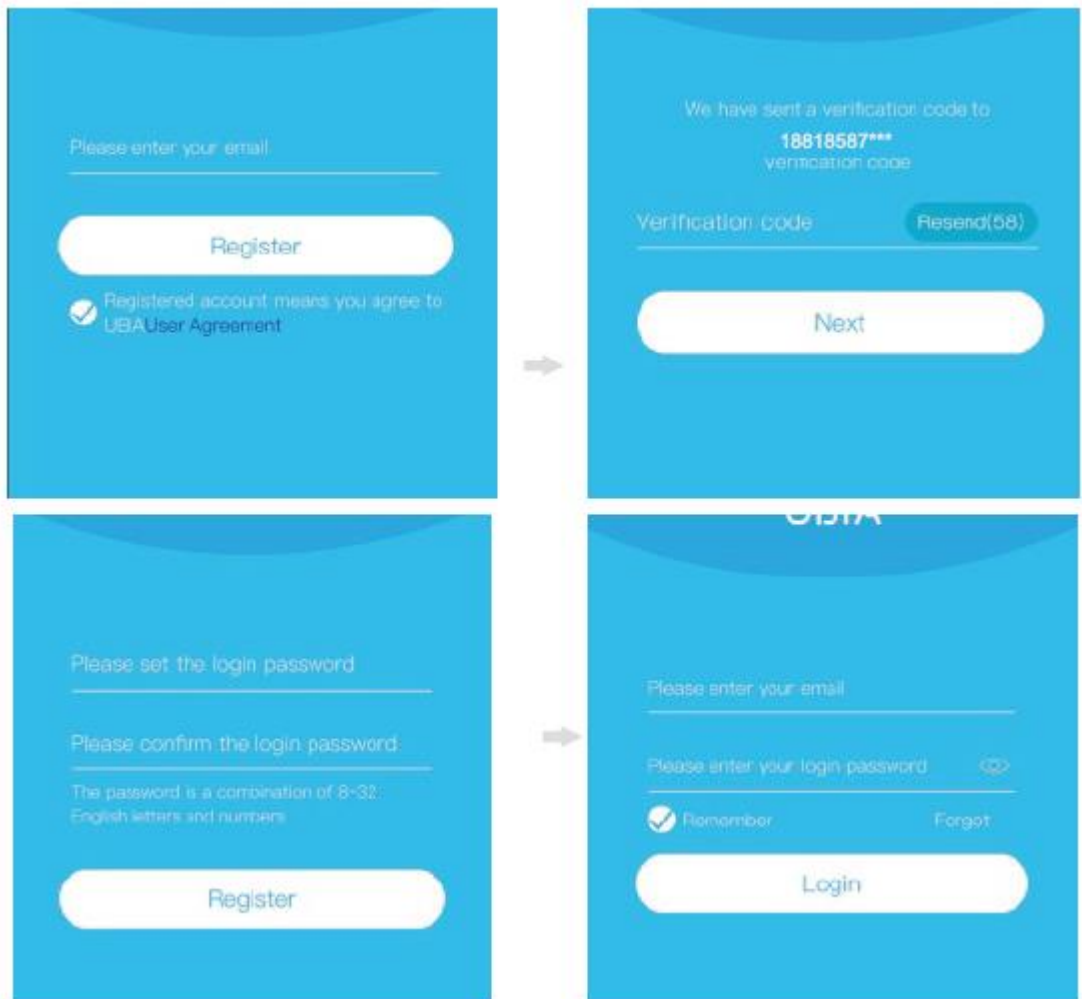 Please enter your email
Register
Registered account means you agree to
UBAUser Agreement
We have sent a verification code to
18818587***
verification code
Verification code
Resend(58)
Next
Please set the login password
Please confirm the login password
The password is a combination of 8-32
English letters and numbers
Register
Please enter your email
Please enter your login password
Remember
Forgot
Login